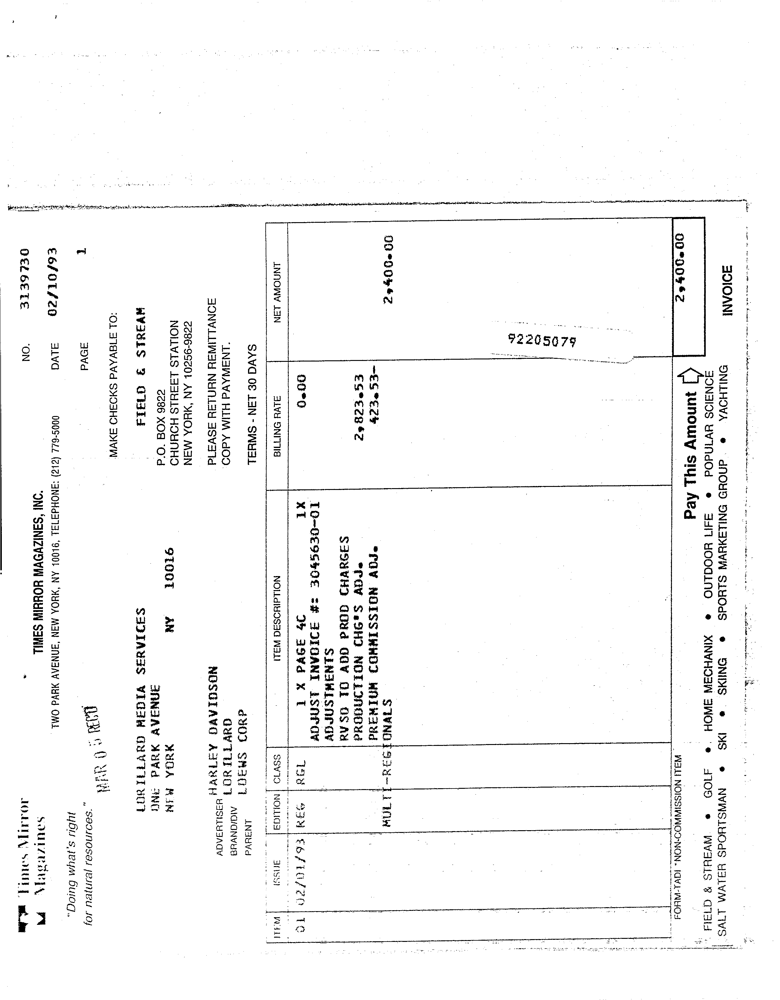 Times Mirror
Magazines
"Doing what's right
for natural resources."
TIMES MIRROR MAGAZINES, INC.
TWO PARK AVENUE, NEW YORK, NY 10016, TELEPHONE: (212) 779-5000
NO. 3139730
DATE 02/10/93
PAGE 1
MAR 05 REC'D
MAKE CHECKS PAYABLE TO:
LORILLARD MEDIA SERVICES
ONE PARK AVENUE
NEW YORK NY 10016
FIELD & STREAM
P.O. BOX 9822
CHURCH STREET STATION
NEW YORK, NY 10256-9822
ADVERTISER HARLEY DAVIDSON
BRAND/DIV LORILLARD
PARENT LOEWS CORP
PLEASE RETURN REMITTANCE
COPY WITH PAYMENT.
TERMS - NET 30 DAYS
ITEM ISSUE EDITION CLASS ITEM DESCRIPTION BILLING RATE NET AMOUNT
01 02/01/93 REG RGL 1 X PAGE 4C 1X 0.00
ADJUST INVOICE #: 3045630-01
ADJUSTMENTS
RVSD TO ADD PROD CHARGES
PRODUCTION CHG'S ADJ. 2,823.53
PREMIUM COMMISSION ADJ. 423.53-
MULTI-REGIONALS 2,400.00
92205079
FORM-TADI *NON-COMMISSION ITEM
Pay This Amount 2,400.00
FIELD & STREAM • GOLF • HOME MECHANIX • OUTDOOR LIFE • POPULAR SCIENCE
SALT WATER SPORTSMAN • SKI • SKIING • SPORTS MARKETING GROUP • YACHTING
INVOICE